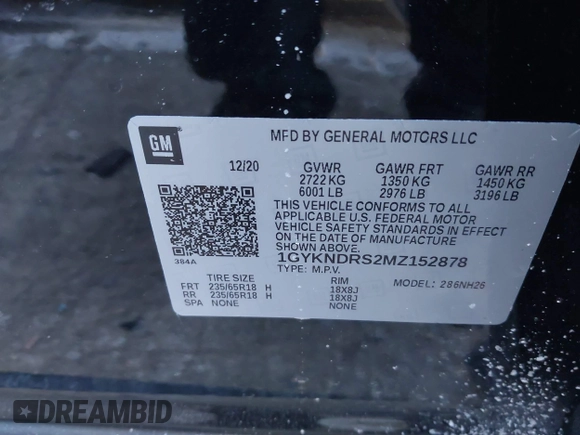 GM
MFD BY GENERAL MOTORS LLC
12/20 GVWR GAWR FRT GAWR RR
2722 KG 1350 KG 1450 KG
6001 LB 2976 LB 3196 LB
THIS VEHICLE CONFORMS TO ALL
APPLICABLE U.S. FEDERAL MOTOR
VEHICLE SAFETY STANDARDS IN EFFECT
ON THE DATE OF MANUFACTURE
SHOWN ABOVE.
384A
1GYKNDRS2MZ152878
TYPE: M.P.V. MODEL: 286NH26
TIRE SIZE RIM
FRT 235/65R18 H 18X8J
RR 235/65R18 H 18X8J
SPA NONE NONE
DREAMBID